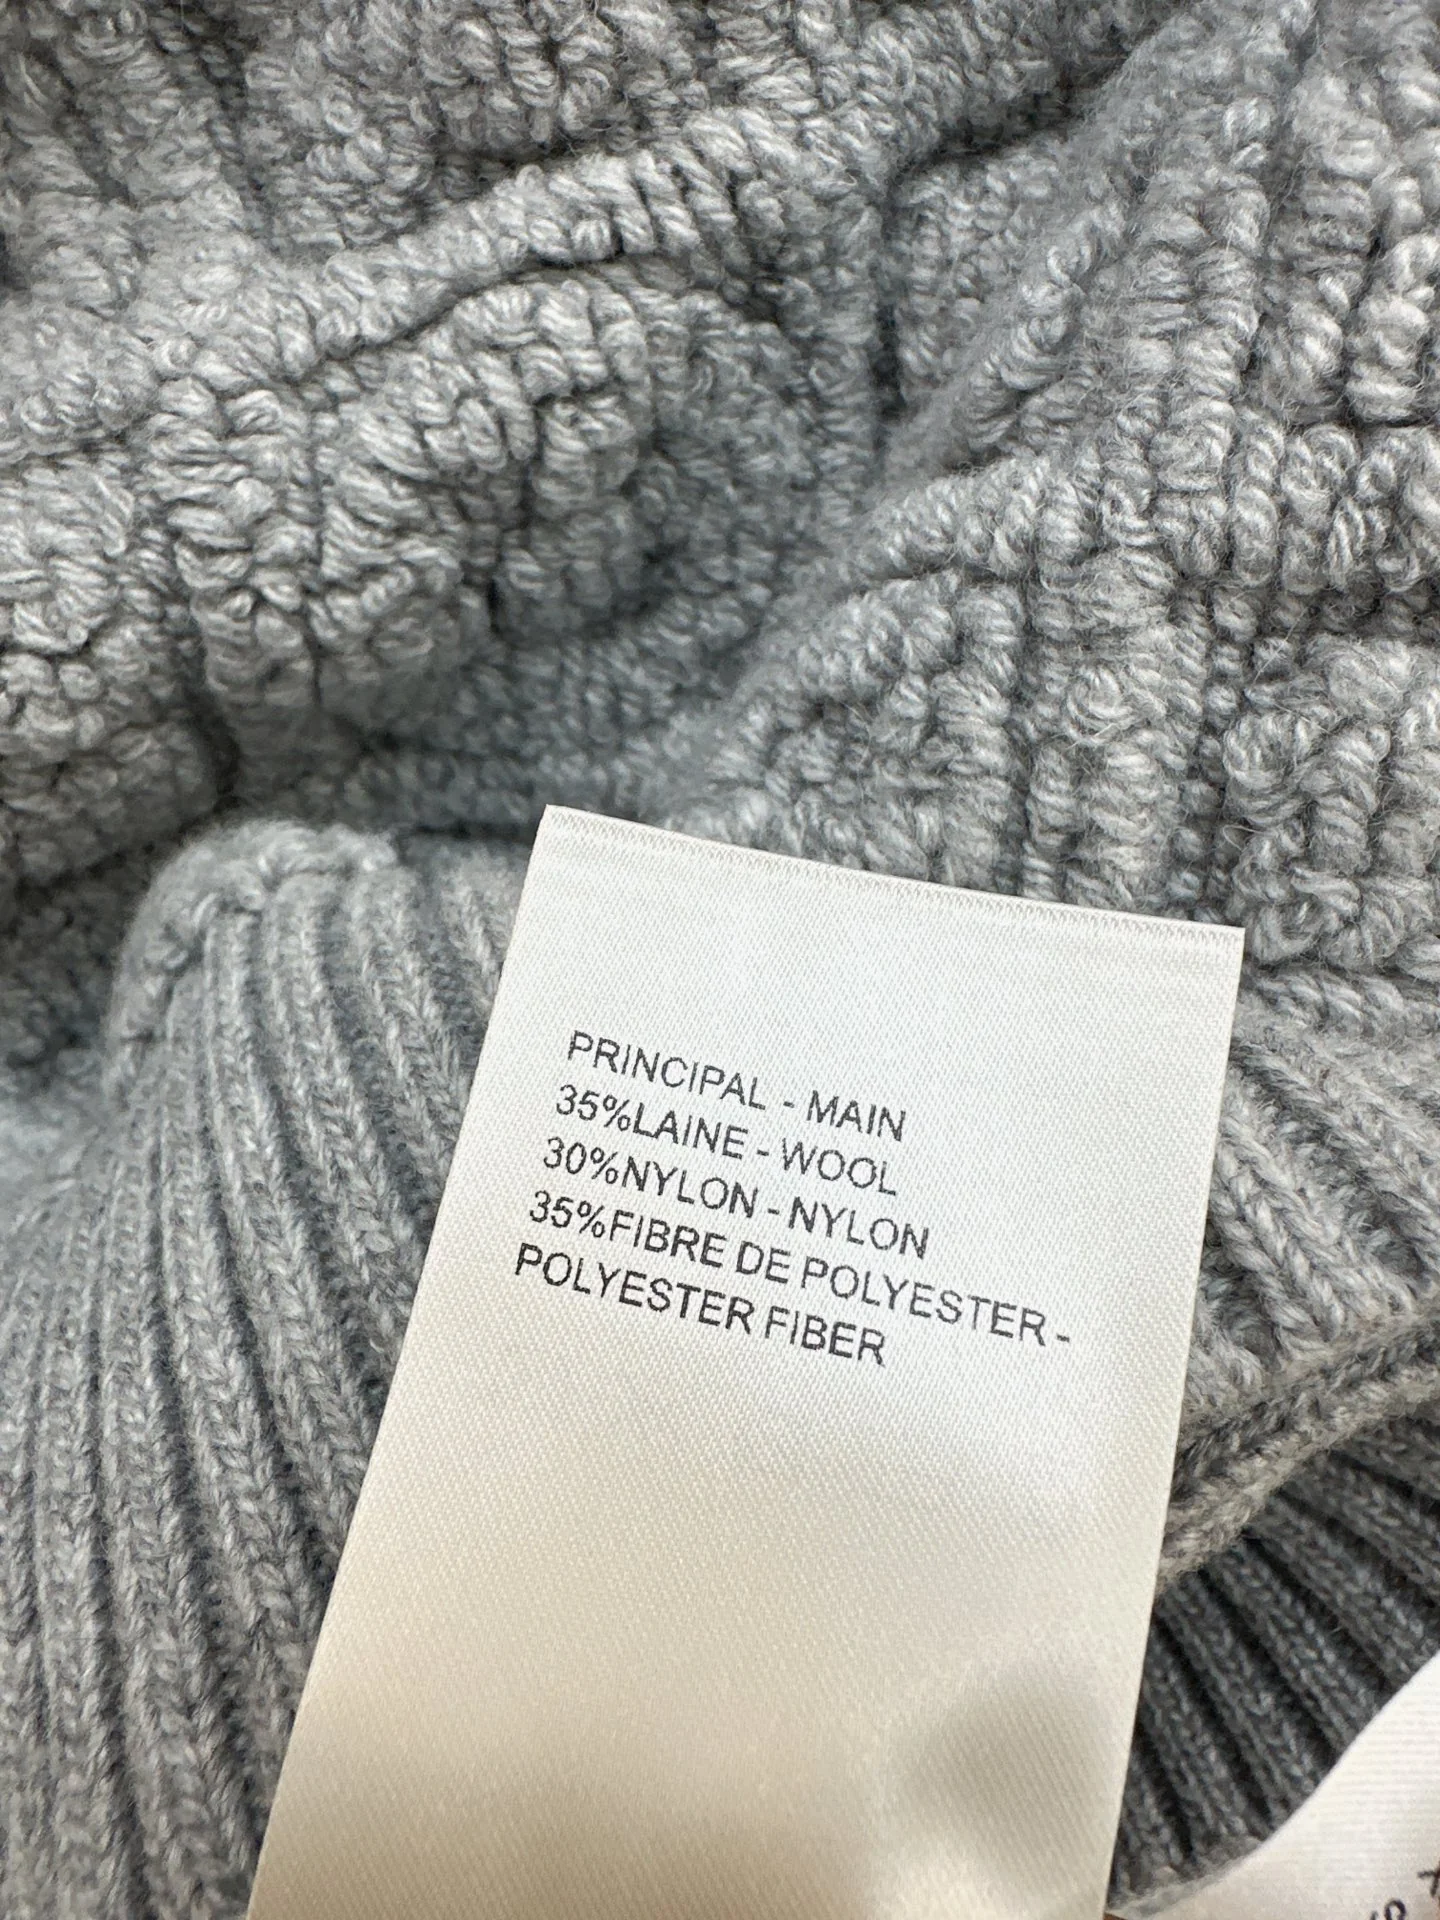 PRINCIPAL - MAIN
35%LAINE - WOOL
30%NYLON - NYLON
35%FIBRE DE POLYESTER -
POLYESTER FIBER